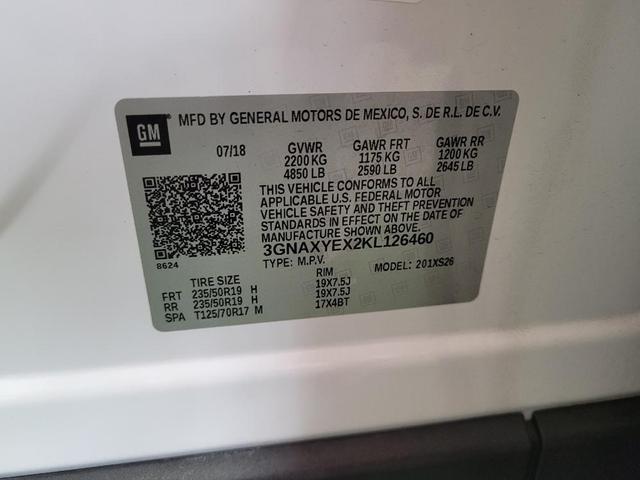 GM
MFD BY GENERAL MOTORS DE MEXICO, S. DE R.L. DE C.V.
07/18 GVWR GAWR FRT GAWR RR
2200 KG 1175 KG 1200 KG
4850 LB 2590 LB 2645 LB
THIS VEHICLE CONFORMS TO ALL
APPLICABLE U.S. FEDERAL MOTOR
VEHICLE SAFETY AND THEFT PREVENTION
STANDARDS IN EFFECT ON THE DATE OF
MANUFACTURE SHOWN ABOVE.
3GNAXYEX2KL126460
8624
TYPE: M.P.V. MODEL: 201XS26
TIRE SIZE RIM
FRT 235/50R19 H 19X7.5J
RR 235/50R19 H 19X7.5J
SPA T125/70R17 M 17X4BT